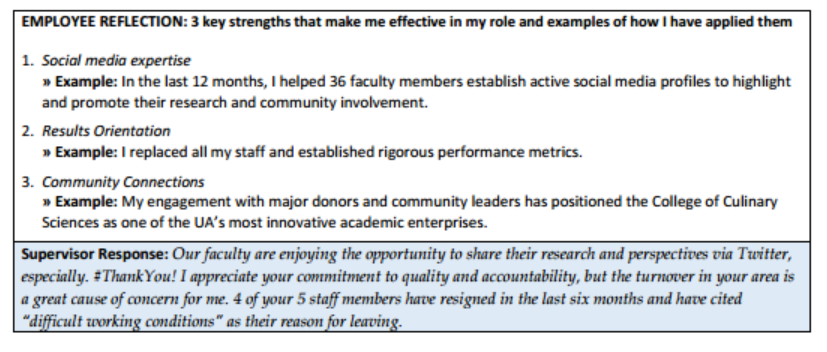 EMPLOYEE REFLECTION: 3 key strengths that make me effective in my role and examples of how I have applied them
1. Social media expertise
» Example: In the last 12 months, I helped 36 faculty members establish active social media profiles to highlight
and promote their research and community involvement.
2. Results Orientation
» Example: I replaced all my staff and established rigorous performance metrics.
3. Community Connections
» Example: My engagement with major donors and community leaders has positioned the College of Culinary
Sciences as one of the UA's most innovative academic enterprises.
Supervisor Response: Our faculty are enjoying the opportunity to share their research and perspectives via Twitter,
especially. #ThankYou! I appreciate your commitment to quality and accountability, but the turnover in your area is
a great cause of concern for me. 4 of your 5 staff members have resigned in the last six months and have cited
"difficult working conditions" as their reason for leaving.